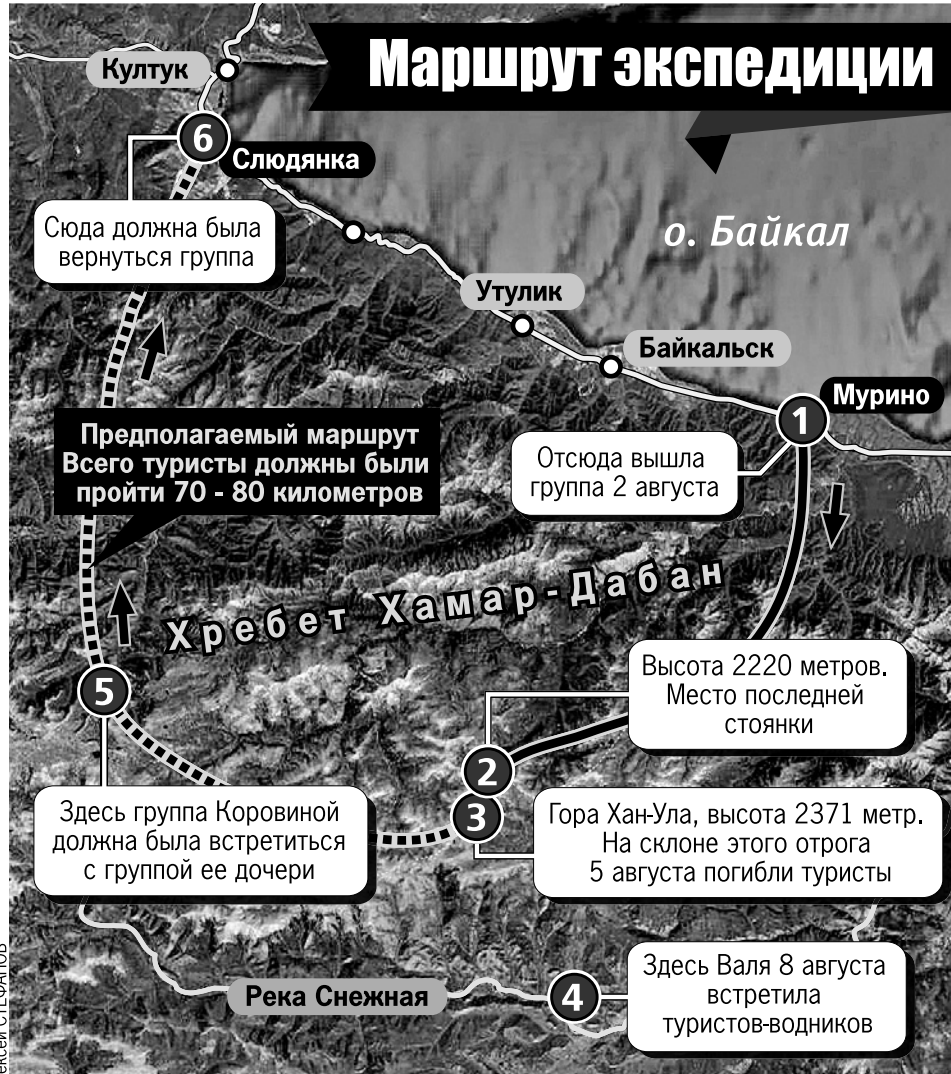 Маршрут экспедиции
Култук
6
Слюдянка
Сюда должна была
вернуться группа
о. Байкал
Утулик
Байкальск
Мурино
1
Отсюда вышла
группа 2 августа
Предполагаемый маршрут
Всего туристы должны были
пройти 70 - 80 километров
Хребет Хамар-Дабан
5
Высота 2220 метров.
Место последней
стоянки
2
3
Здесь группа Коровиной
должна была встретиться
с группой ее дочери
Гора Хан-Ула, высота 2371 метр.
На склоне этого отрога
5 августа погибли туристы
Река Снежная
4
Здесь Валя 8 августа
встретила
туристов-водников